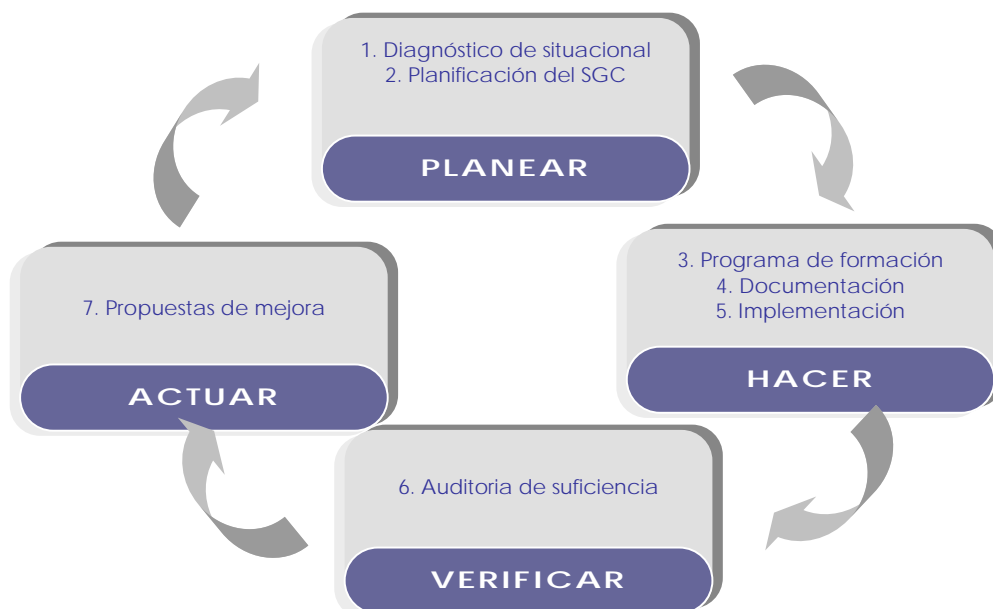 1. Diagnóstico de situacional
2. Planificación del SGC
PLANEAR
3. Programa de formación
4. Documentación
5. Implementación
HACER
6. Auditoria de suficiencia
VERIFICAR
7. Propuestas de mejora
ACTUAR